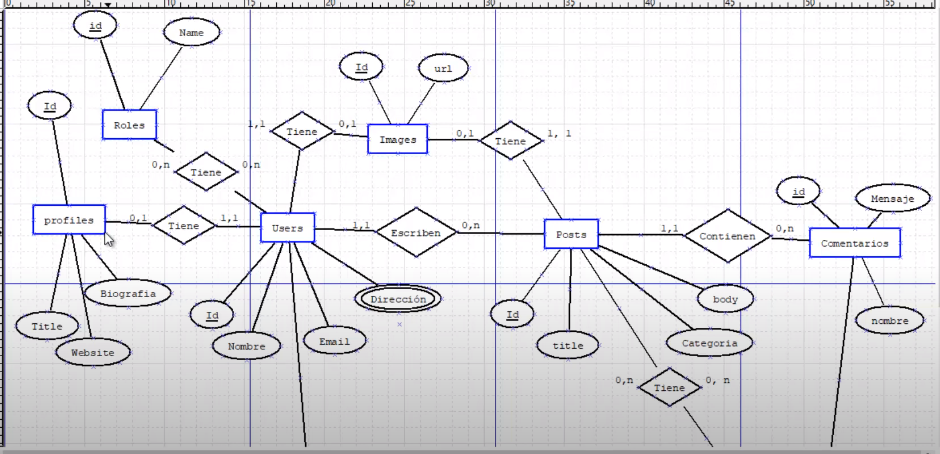 0 5 10 15 20 25 30 35 40 45 50 55
id
Name
Id
Id
url
Roles
1,1
Tiene
0,1
Images
0,1
Tiene
1, 1
0,n
Tiene
0,n
id
Mensaje
profiles
0,1
Tiene
1,1
Users
1,1
Escriben
0,n
Posts
1,1
Contienen
0,n
Comentarios
Biografia
Dirección
body
Id
Id
nombre
Title
Website
Nombre
Email
title
Categoria
0,n
Tiene
0, n